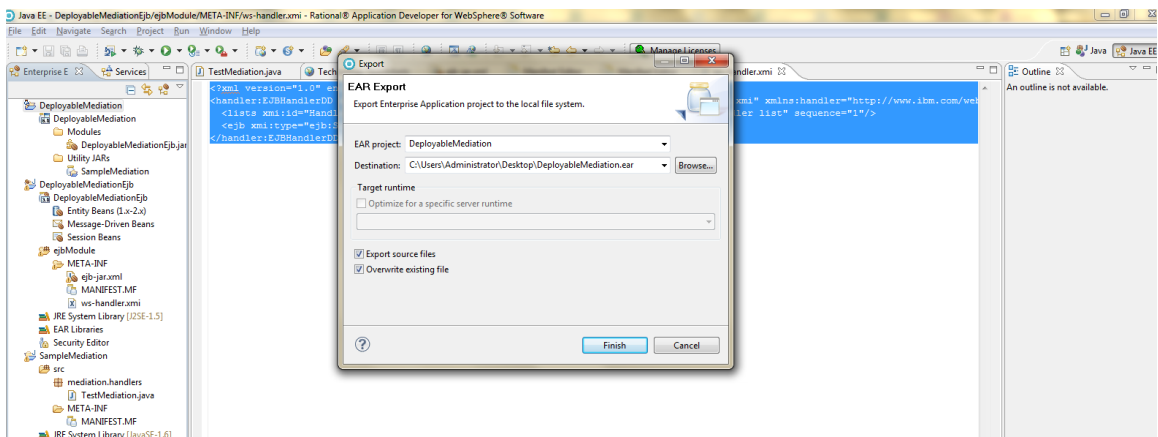 Java EE - DeployableMediationEjb/ejbModule/META-INF/ws-handler.xmi - Rational® Application Developer for WebSphere® Software
File Edit Navigate Search Project Run Window Help
Manage Licenses
Java
Java EE
Enterprise E
Services
TestMediation.java
Tech
andler.xmi
Outline
An outline is not available.
<?xml version="1.0" en
<handler:EJBHandlerDD
xmi" xmlns:handler="http://www.ibm.com/we
<lists xmi:id="Handl
ler list" sequence="1"/>
<ejb xmi:type="ejb:S
</handler:EJBHandlerDD
DeployableMediation
DeployableMediation
Modules
DeployableMediationEjb.jar
Utility JARs
SampleMediation
DeployableMediationEjb
DeployableMediationEjb
Entity Beans (1.x-2.x)
Message-Driven Beans
Session Beans
ejbModule
META-INF
ejb-jar.xml
MANIFEST.MF
ws-handler.xmi
JRE System Library [J2SE-1.5]
EAR Libraries
Security Editor
SampleMediation
src
mediation.handlers
TestMediation.java
META-INF
MANIFEST.MF
JRE System Library [JavaSE-1.6]
Export
EAR Export
Export Enterprise Application project to the local file system.
EAR project: DeployableMediation
Destination: C:\Users\Administrator\Desktop\DeployableMediation.ear Browse...
Target runtime
Optimize for a specific server runtime
Export source files
Overwrite existing file
Finish Cancel